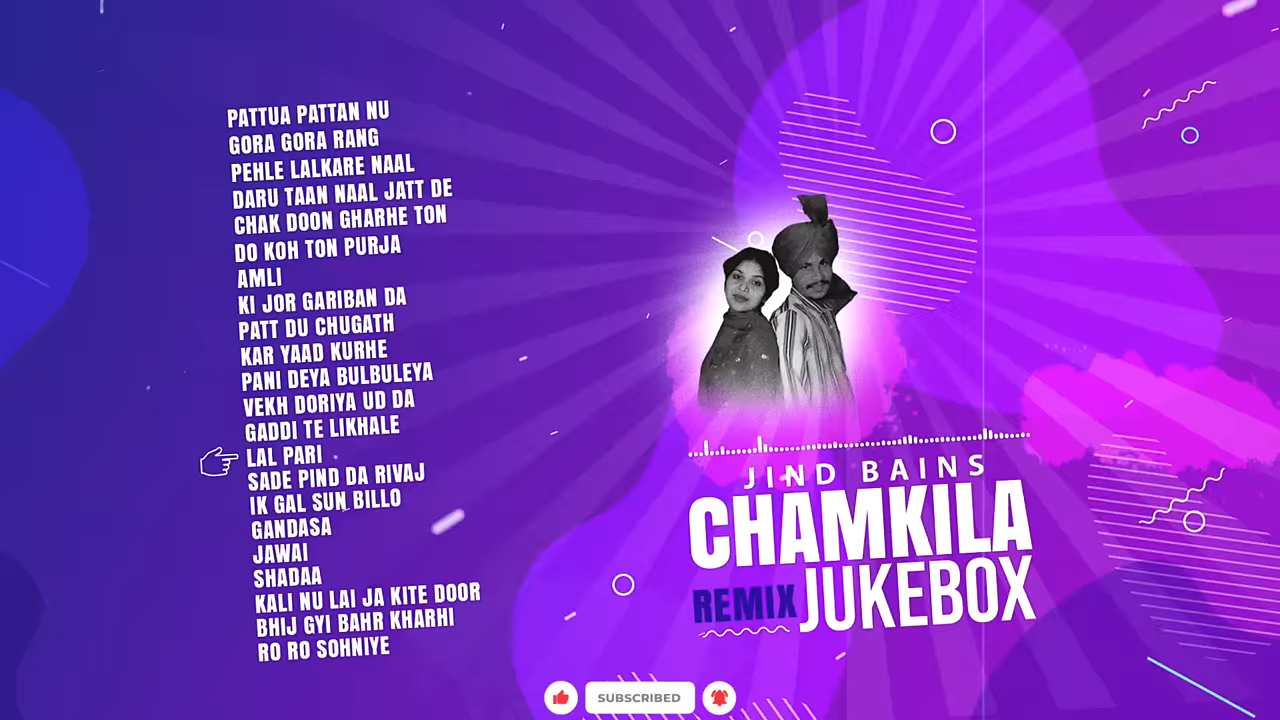 PATTUA PATTAN NU
GORA GORA RANG
PEHLE LALKARE NAAL
DARU TAAN NAAL JATT DE
CHAK DOON GHARHE TON
DO KOH TON PURJA
AMLI
KI JOR GARIBAN DA
PATT DU CHUGATH
KAR YAAD KURHE
PANI DEYA BULBULEYA
VEKH DORIYA UD DA
GADDI TE LIKHALE
LAL PARI
SADE PIND DA RIVAJ
IK GAL SUN BILLO
GANDASA
JAWAI
SHADAA
KALI NU LAI JA KITE DOOR
BHIJ GYI BAHR KHARHI
RO RO SOHNIYE
JIND BAINS
CHAMKILA
REMIX JUKEBOX
SUBSCRIBED